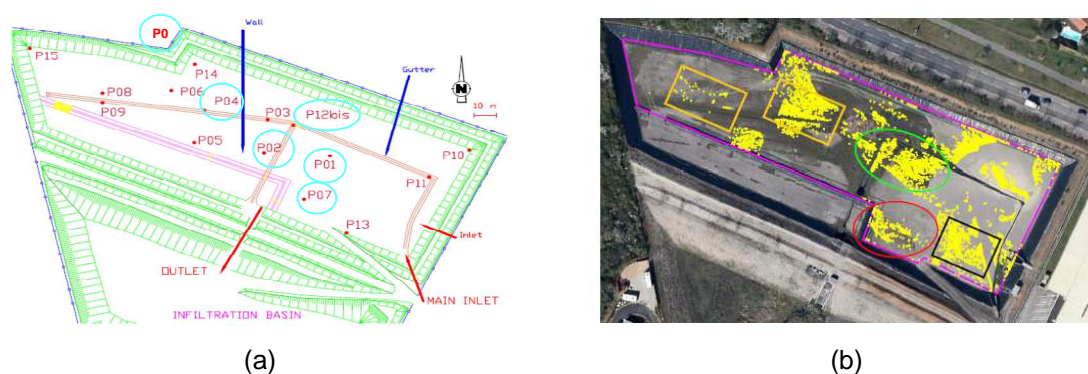 P0
Wall
P15
P14
Gutter
N
P06
P08
P04
10 m
P09
P03
P12bis
P05
P02
P10
P01
P11
P07
P13
Inlet
OUTLET
MAIN INLET
INFILTRATION BASIN
(a)
(b)